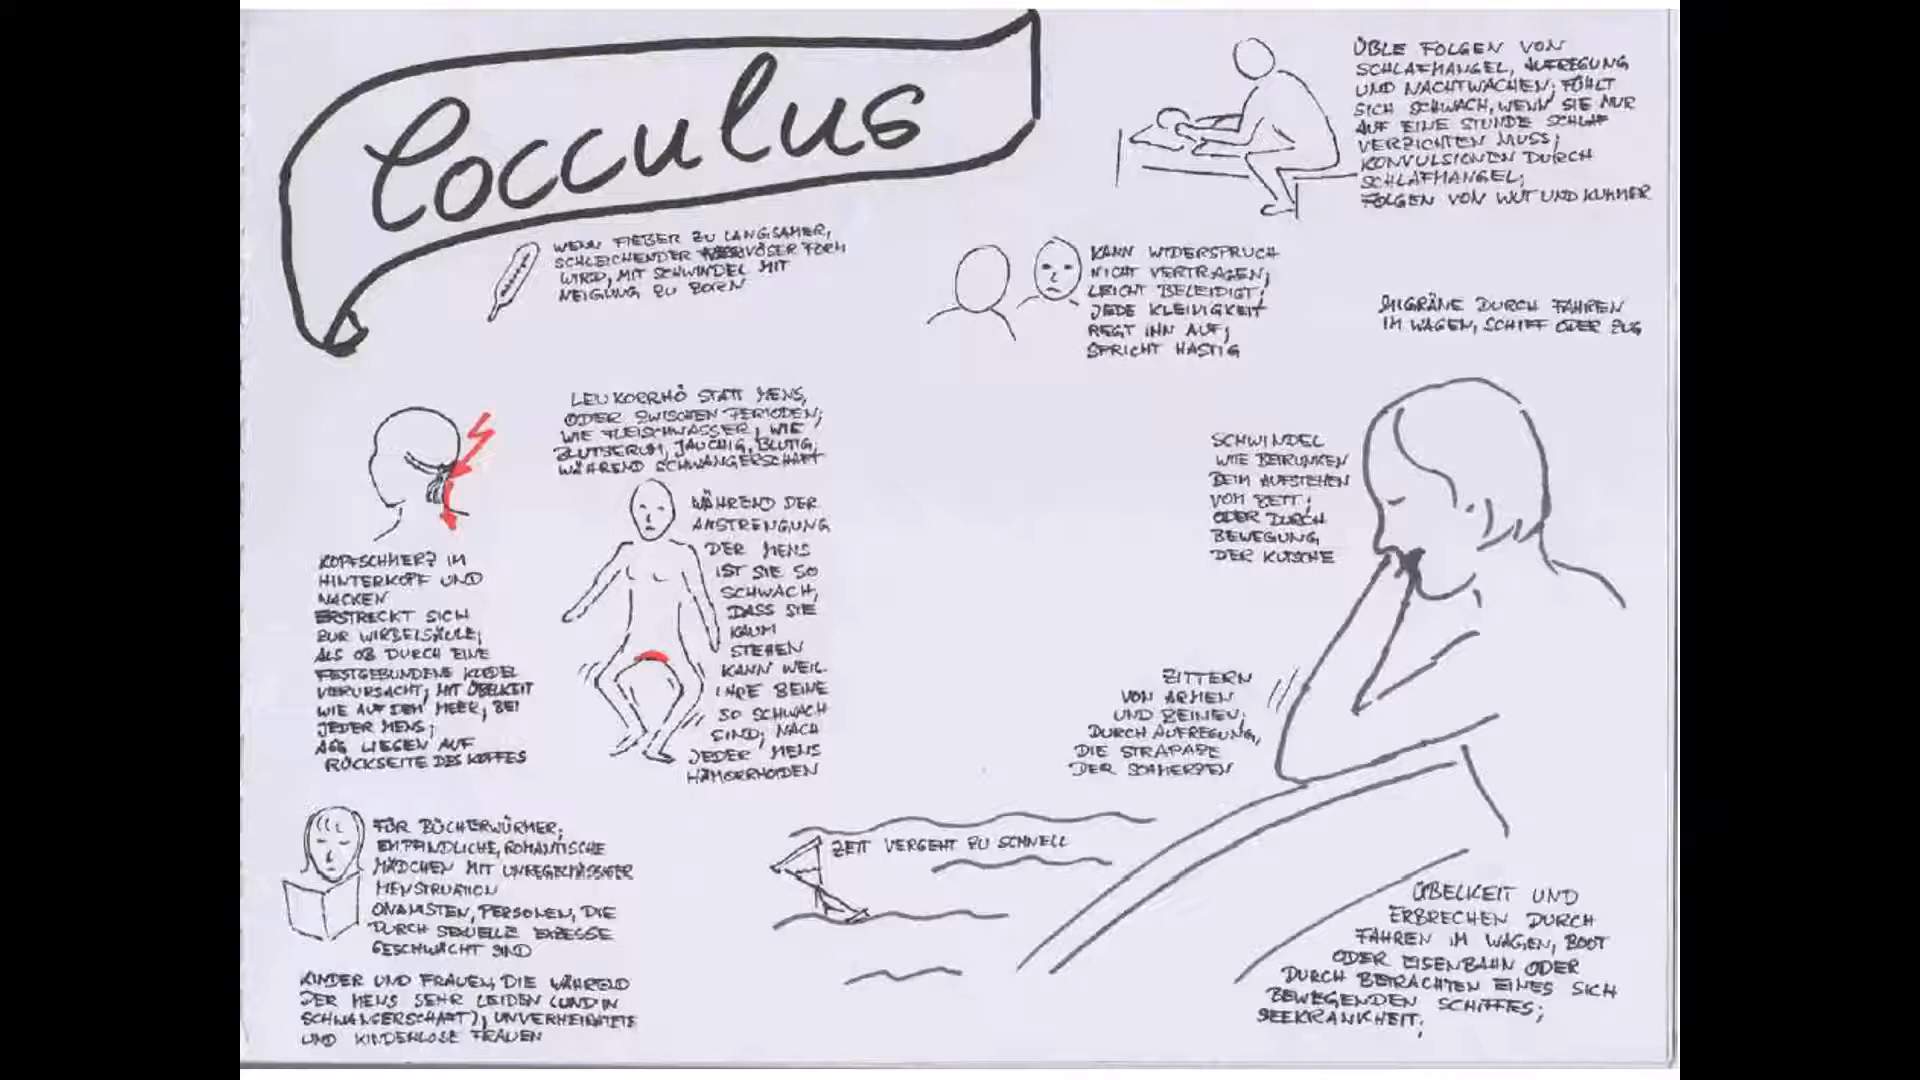 Cocculus
WENN FIEBER ZU LANGSAMER,
SCHLEICHENDER NERVÖSER FORM
WIRD, MIT SCHWINDEL MIT
NEIGUNG ZU ZORN
ÜBLE FOLGEN VON
SCHLAFMANGEL, AUFREGUNG
UND NACHTWACHEN; FÜHLT
SICH SCHWACH, WENN SIE NUR
AUF EINE STUNDE SCHLAF
VERZICHTEN MUSS;
KONVULSIONEN DURCH
SCHLAFMANGEL;
FOLGEN VON WUT UND KUMMER
KANN WIDERSPRUCH
NICHT VERTRAGEN;
LEICHT BELEIDIGT;
JEDE KLEINIGKEIT
REGT IHN AUF;
SPRICHT HASTIG
MIGRÄNE DURCH FAHREN
IM WAGEN, SCHIFF ODER ZUG
LEUKORRHÖ STATT MENS,
ODER ZWISCHEN PERIODEN;
WIE FLEISCHWASSER, WIE
BLUTSERUM, JAUCHIG, BLUTIG,
WÄHREND SCHWANGERSCHAFT
WÄHREND DER
ANSTRENGUNG
DER MENS
IST SIE SO
SCHWACH,
DASS SIE
KAUM
STEHEN
KANN WEIL
IHRE BEINE
SO SCHWACH
SIND; NACH
JEDER MENS
HÄMORRHOIDEN
KOPFSCHMERZ IM
HINTERKOPF UND
NACKEN
ERSTRECKT SICH
ZUR WIRBELSÄULE;
ALS OB DURCH EINE
FESTGEBUNDENE KORDEL
VERURSACHT; MIT ÜBELKEIT
WIE AUF DEM MEER, BEI
JEDER MENS;
AGG LIEGEN AUF
RÜCKSEITE DES KOPFES
SCHWINDEL
WIE BETRUNKEN
BEIM AUFSTEHEN
VOM BETT;
ODER DURCH
BEWEGUNG
DER KUTSCHE
ZITTERN
VON ARMEN
UND BEINEN;
DURCH AUFREGUNG,
DIE STRAPAZE
DER SCHMERZEN
FÜR BÜCHERWÜRMER;
EMPFINDLICHE, ROMANTISCHE
MÄDCHEN MIT UNREGELMÄSSIGER
MENSTRUATION
ONANISTEN, PERSONEN, DIE
DURCH SEXUELLE EXZESSE
GESCHWÄCHT SIND
KINDER UND FRAUEN, DIE WÄHREND
DER MENS SEHR LEIDEN (UND IN
SCHWANGERSCHAFT), UNVERHEIRATETE
UND KINDERLOSE FRAUEN
ZEIT VERGEHT ZU SCHNELL
ÜBELKEIT UND
ERBRECHEN DURCH
FAHREN IM WAGEN, BOOT
ODER EISENBAHN ODER
DURCH BETRACHTEN EINES SICH
BEWEGENDEN SCHIFFES;
SEEKRANKHEIT;